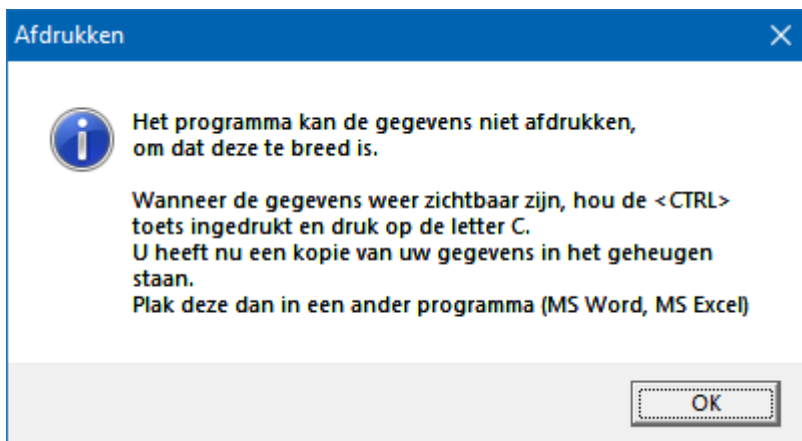 Afdrukken
Het programma kan de gegevens niet afdrukken,
om dat deze te breed is.
Wanneer de gegevens weer zichtbaar zijn, hou de <CTRL>
toets ingedrukt en druk op de letter C.
U heeft nu een kopie van uw gegevens in het geheugen
staan.
Plak deze dan in een ander programma (MS Word, MS Excel)
OK